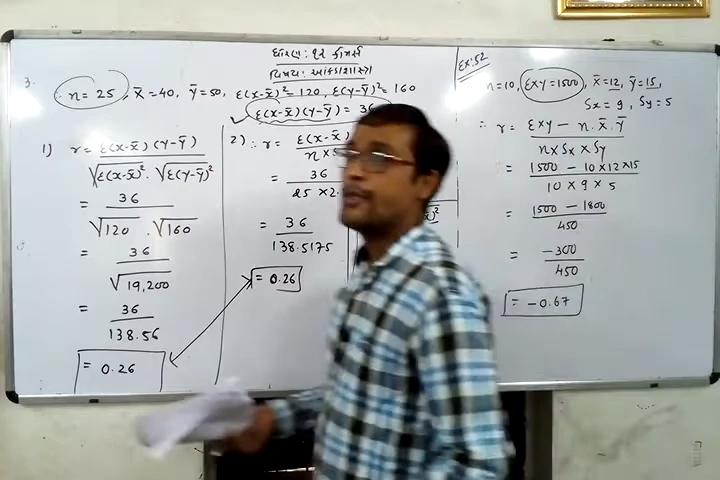 ધોરણ: ૧૨ કોમર્સ
વિષય: આંકડાશાસ્ત્ર
3. n = 25, x̄ = 40, ȳ = 50, Σ(x-x̄)² = 120, Σ(y-ȳ)² = 160
Σ(x-x̄)(y-ȳ) = 36
1) r = Σ(x-x̄)(y-ȳ) / √Σ(x-x̄)² · √Σ(y-ȳ)²
= 36 / √120 . √160
= 36 / √19,200
= 36 / 138.56
= 0.26
2) ∴ r = Σ(x-x̄) / n × S
= 36 / 25 × 2.
= 36 / 138.5175
= 0.26
Ex: 52
n = 10, Σxy = 1500, x̄ = 12, ȳ = 15,
Sx = 9, Sy = 5
∴ r = Σxy - n. x̄. ȳ / n × Sx × Sy
= 1500 - 10 × 12 × 15 / 10 × 9 × 5
= 1500 - 1800 / 450
= -300 / 450
= -0.67